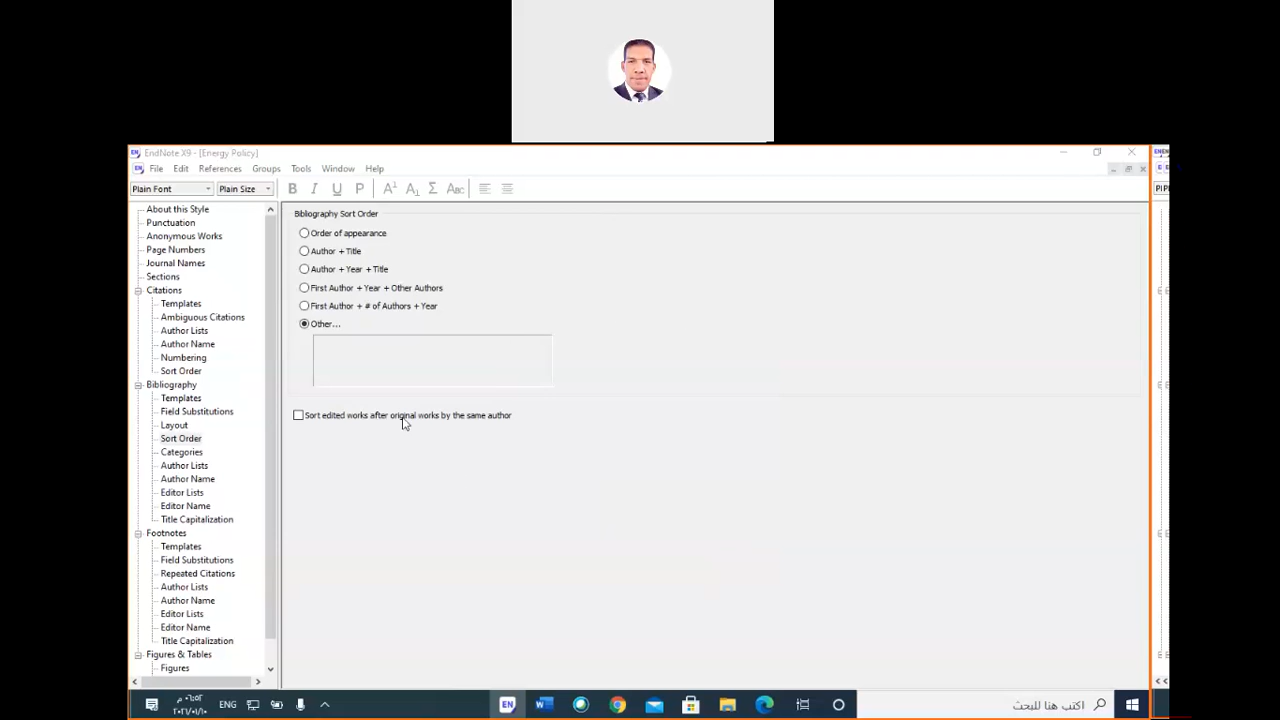 EndNote X9 - [Energy Policy]
File Edit References Groups Tools Window Help
Plain Font Plain Size B I U P A¹ A₁ Σ Abc
About this Style
Punctuation
Anonymous Works
Page Numbers
Journal Names
Sections
Citations
Templates
Ambiguous Citations
Author Lists
Author Name
Numbering
Sort Order
Bibliography
Templates
Field Substitutions
Layout
Sort Order
Categories
Author Lists
Author Name
Editor Lists
Editor Name
Title Capitalization
Footnotes
Templates
Field Substitutions
Repeated Citations
Author Lists
Author Name
Editor Lists
Editor Name
Title Capitalization
Figures & Tables
Figures
Bibliography Sort Order
Order of appearance
Author + Title
Author + Year + Title
First Author + Year + Other Authors
First Author + # of Authors + Year
Other...
Sort edited works after original works by the same author
ENG
EN
اكتب هنا للبحث